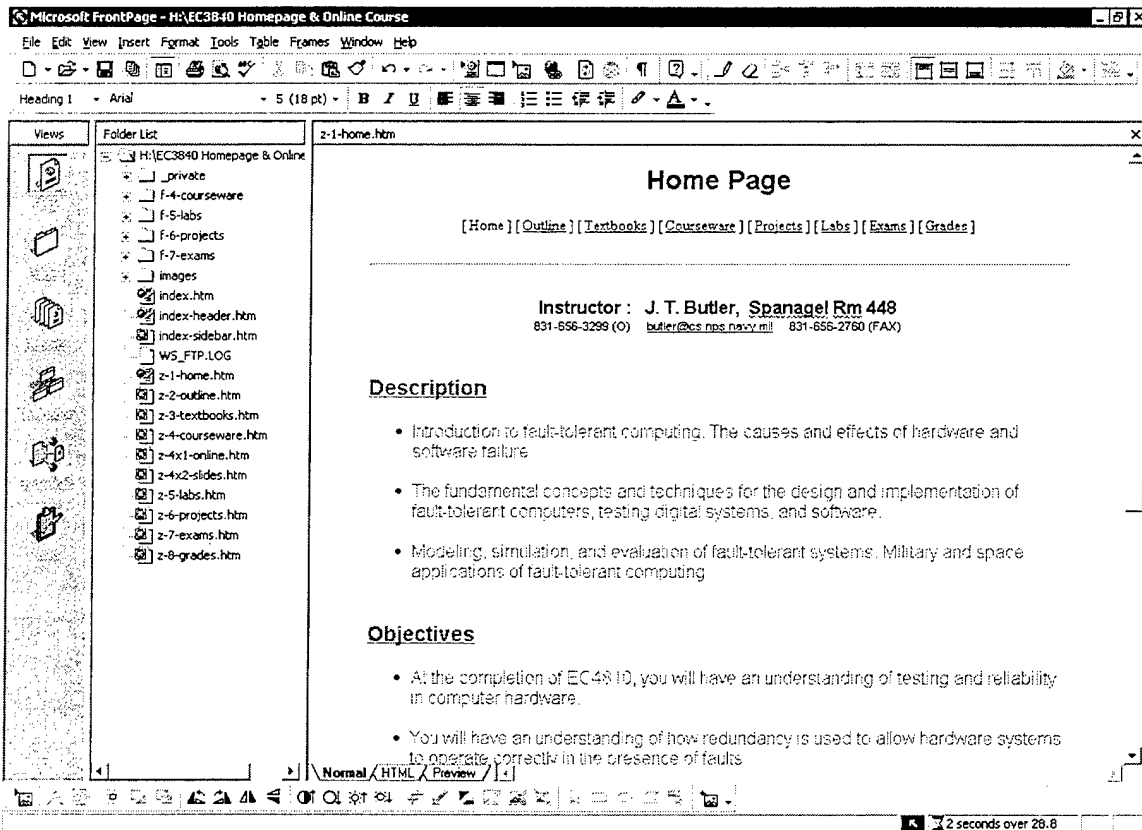 Microsoft FrontPage - H:\EC3840 Homepage & Online Course
File Edit View Insert Format Tools Table Frames Window Help
Heading 1 Arial 5 (18 pt) B I U A
Views
Folder List
H:\EC3840 Homepage & Online
_private
f-4-courseware
f-5-labs
f-6-projects
f-7-exams
images
index.htm
index-header.htm
index-sidebar.htm
WS_FTP.LOG
z-1-home.htm
z-2-outline.htm
z-3-textbooks.htm
z-4-courseware.htm
z-4x1-online.htm
z-4x2-slides.htm
z-5-labs.htm
z-6-projects.htm
z-7-exams.htm
z-8-grades.htm
z-1-home.htm
Home Page
[ Home ] [ Outline ] [ Textbooks ] [ Courseware ] [ Projects ] [ Labs ] [ Exams ] [ Grades ]
Instructor : J. T. Butler, Spanagel Rm 448
831-656-3299 (O) butler@cs.nps.navy.mil 831-656-2760 (FAX)
Description
• Introduction to fault-tolerant computing. The causes and effects of hardware and
software failure
• The fundamental concepts and techniques for the design and implementation of
fault-tolerant computers, testing digital systems, and software.
• Modeling, simulation, and evaluation of fault-tolerant systems. Military and space
applications of fault-tolerant computing
Objectives
• At the completion of EC4810, you will have an understanding of testing and reliability
in computer hardware.
• You will have an understanding of how redundancy is used to allow hardware systems
to operate correctly in the presence of faults
Normal HTML Preview
2 seconds over 28.8